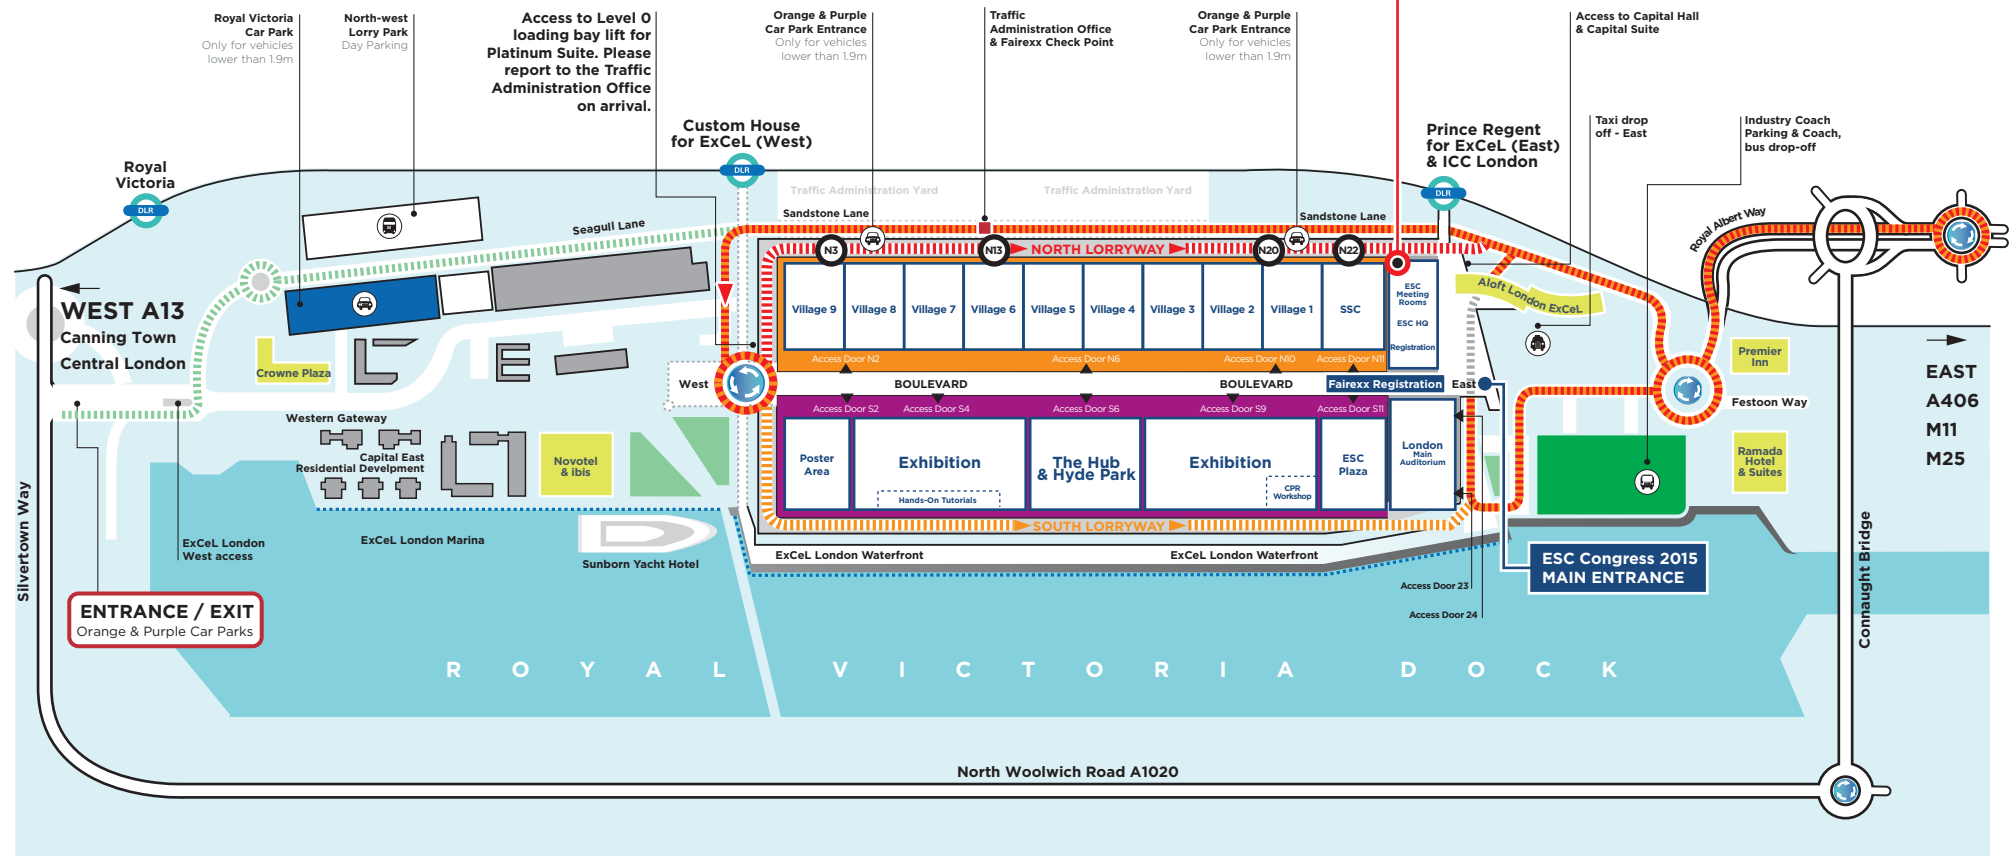 Royal Victoria
Car Park
Only for vehicles
lower than 1.9m
North-west
Lorry Park
Day Parking
Access to Level 0
loading bay lift for
Platinum Suite. Please
report to the Traffic
Administration Office
on arrival.
Orange & Purple
Car Park Entrance
Only for vehicles
lower than 1.9m
Traffic
Administration Office
& Fairexx Check Point
Orange & Purple
Car Park Entrance
Only for vehicles
lower than 1.9m
Access to Capital Hall
& Capital Suite
Taxi drop
off - East
Industry Coach
Parking & Coach,
bus drop-off
Custom House
for ExCeL (West)
DLR
Prince Regent
for ExCeL (East)
& ICC London
DLR
Royal
Victoria
DLR
Traffic Administration Yard
Traffic Administration Yard
Sandstone Lane
Sandstone Lane
Seagull Lane
Royal Albert Way
N3
N13
NORTH LORRYWAY
N20
N22
Village 9
Village 8
Village 7
Village 6
Village 5
Village 4
Village 3
Village 2
Village 1
SSC
ESC
Meeting
Rooms
ESC HQ
Registration
Aloft London ExCeL
WEST A13
Canning Town
Central London
Crowne Plaza
Access Door N2
Access Door N6
Access Door N10
Access Door N11
West
BOULEVARD
BOULEVARD
Fairexx Registration
East
Premier
Inn
EAST
A406
M11
M25
Festoon Way
Access Door S2
Access Door S4
Access Door S6
Access Door S9
Access Door S11
Western Gateway
Capital East
Residential Develpment
Novotel
& ibis
Poster
Area
Exhibition
Hands-On Tutorials
The Hub
& Hyde Park
Exhibition
CPR
Workshop
ESC
Plaza
London
Main
Auditorium
Ramada
Hotel
& Suites
SOUTH LORRYWAY
ExCeL London Waterfront
ExCeL London Waterfront
ExCeL London
West access
ExCeL London Marina
Sunborn Yacht Hotel
Access Door 23
Access Door 24
ESC Congress 2015
MAIN ENTRANCE
Silvertown Way
Connaught Bridge
ENTRANCE / EXIT
Orange & Purple Car Parks
ROYAL VICTORIA DOCK
North Woolwich Road A1020